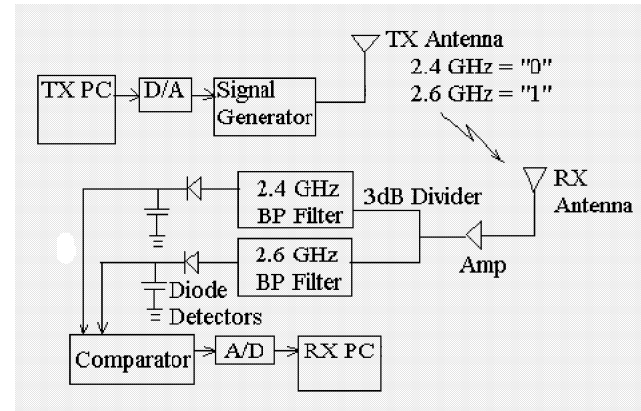 TX Antenna
2.4 GHz = "0"
2.6 GHz = "1"
TX PC
D/A
Signal
Generator
RX
Antenna
3dB Divider
Amp
2.4 GHz
BP Filter
2.6 GHz
BP Filter
Diode
Detectors
Comparator
A/D
RX PC